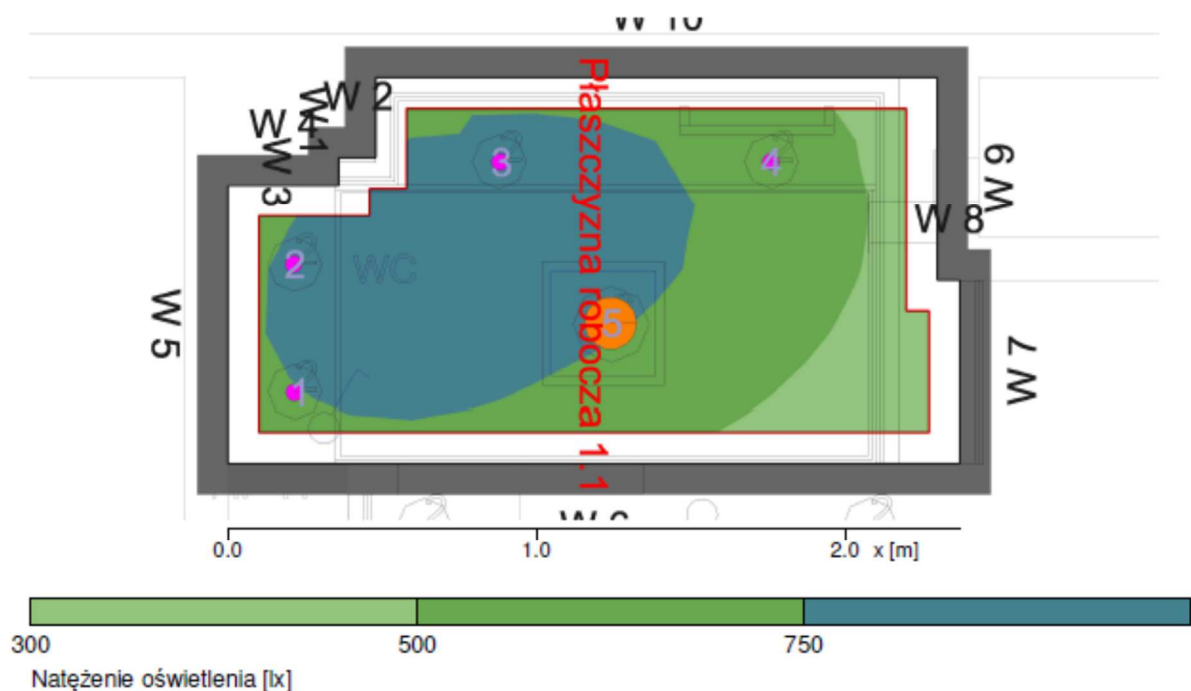 W 10
W 2
W 4
W 1
W 3
3
4
W 9
W 8
2
WC
W 5
5
Płaszczyzna robocza 1.1
W 7
1
W 6
0.0 1.0 2.0 x [m]
300 500 750
Natężenie oświetlenia [lx]